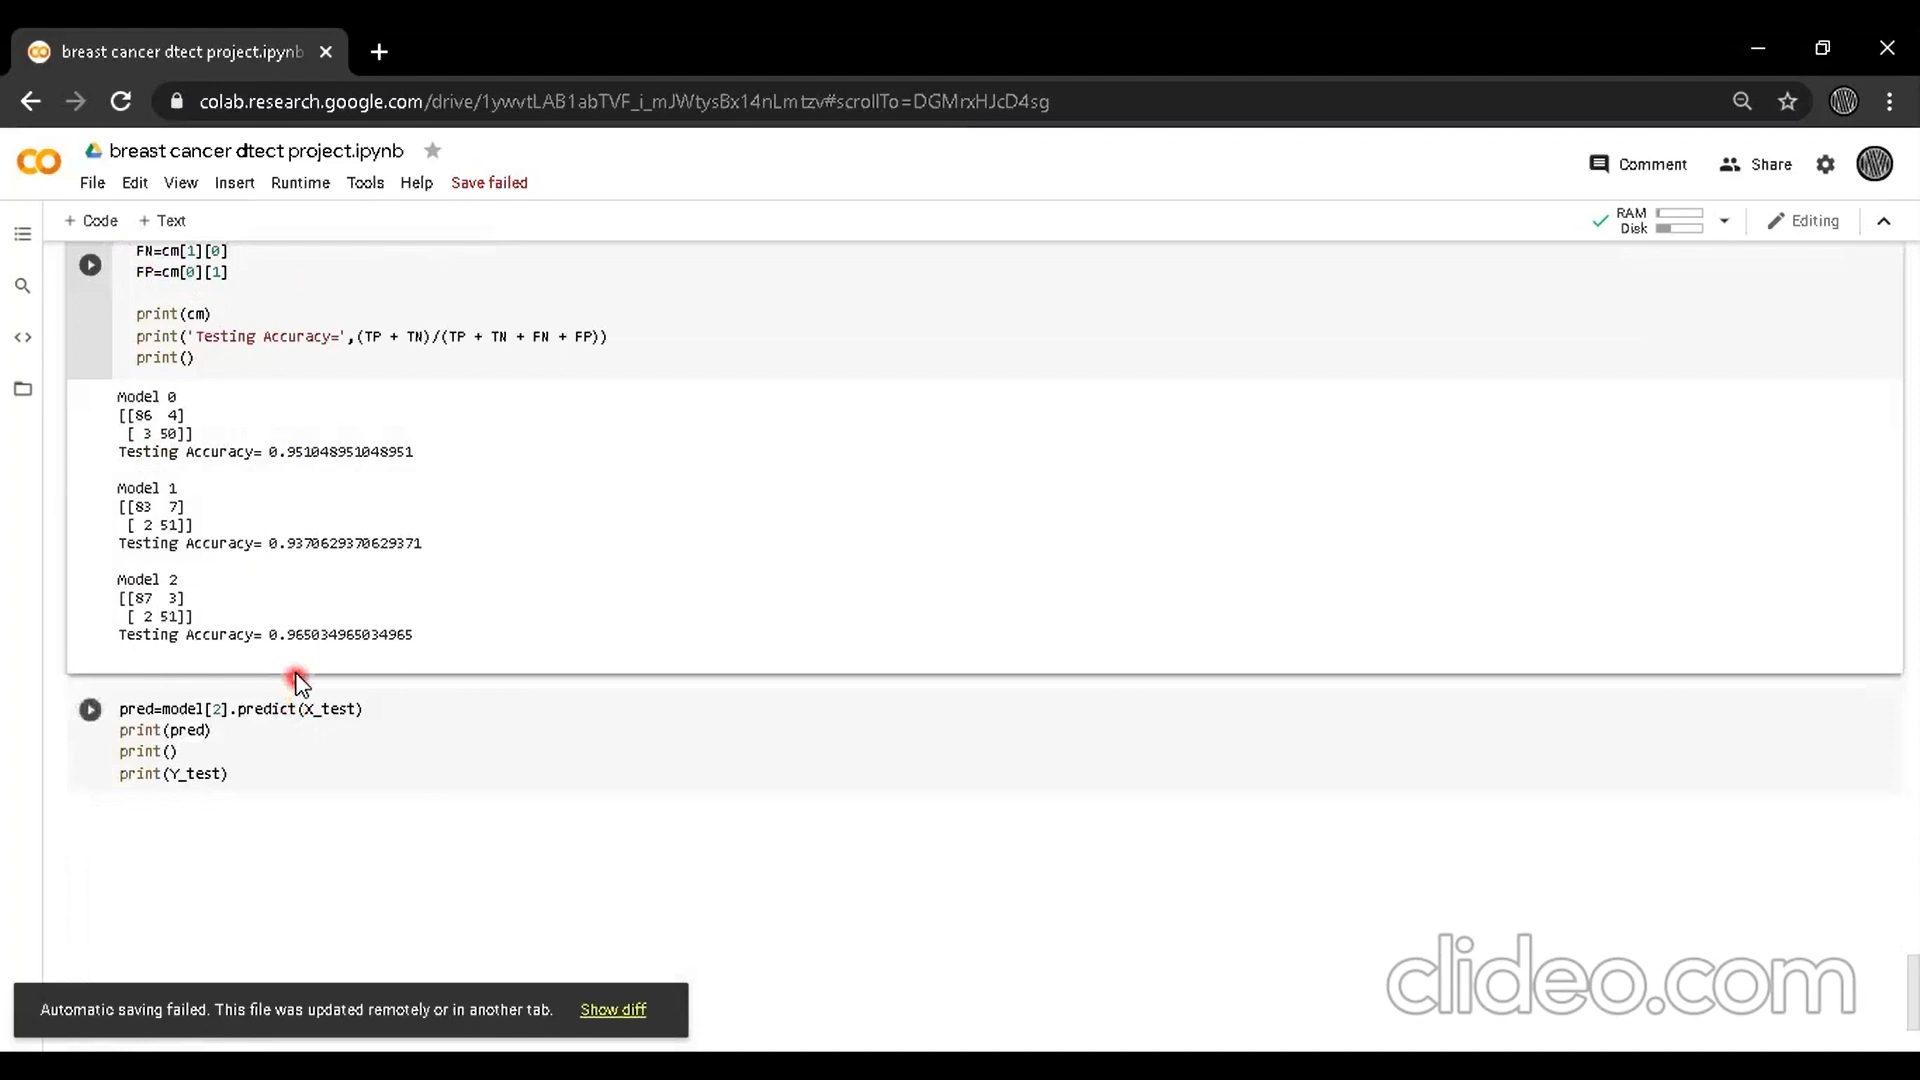 breast cancer dtect project.ipynb
colab.research.google.com/drive/1ywvtLAB1abTVF_i_mJWtysBx14nLmtzv#scrollTo=DGMrxHJcD4sg
breast cancer dtect project.ipynb
Comment
Share
File Edit View Insert Runtime Tools Help Save failed
+ Code + Text
RAM
Disk
Editing
FN=cm[1][0]
FP=cm[0][1]
print(cm)
print('Testing Accuracy=',(TP + TN)/(TP + TN + FN + FP))
print()
Model 0
[[86 4]
[ 3 50]]
Testing Accuracy= 0.951048951048951
Model 1
[[83 7]
[ 2 51]]
Testing Accuracy= 0.9370629370629371
Model 2
[[87 3]
[ 2 51]]
Testing Accuracy= 0.965034965034965
pred=model[2].predict(X_test)
print(pred)
print()
print(Y_test)
Automatic saving failed. This file was updated remotely or in another tab. Show diff
clideo.com